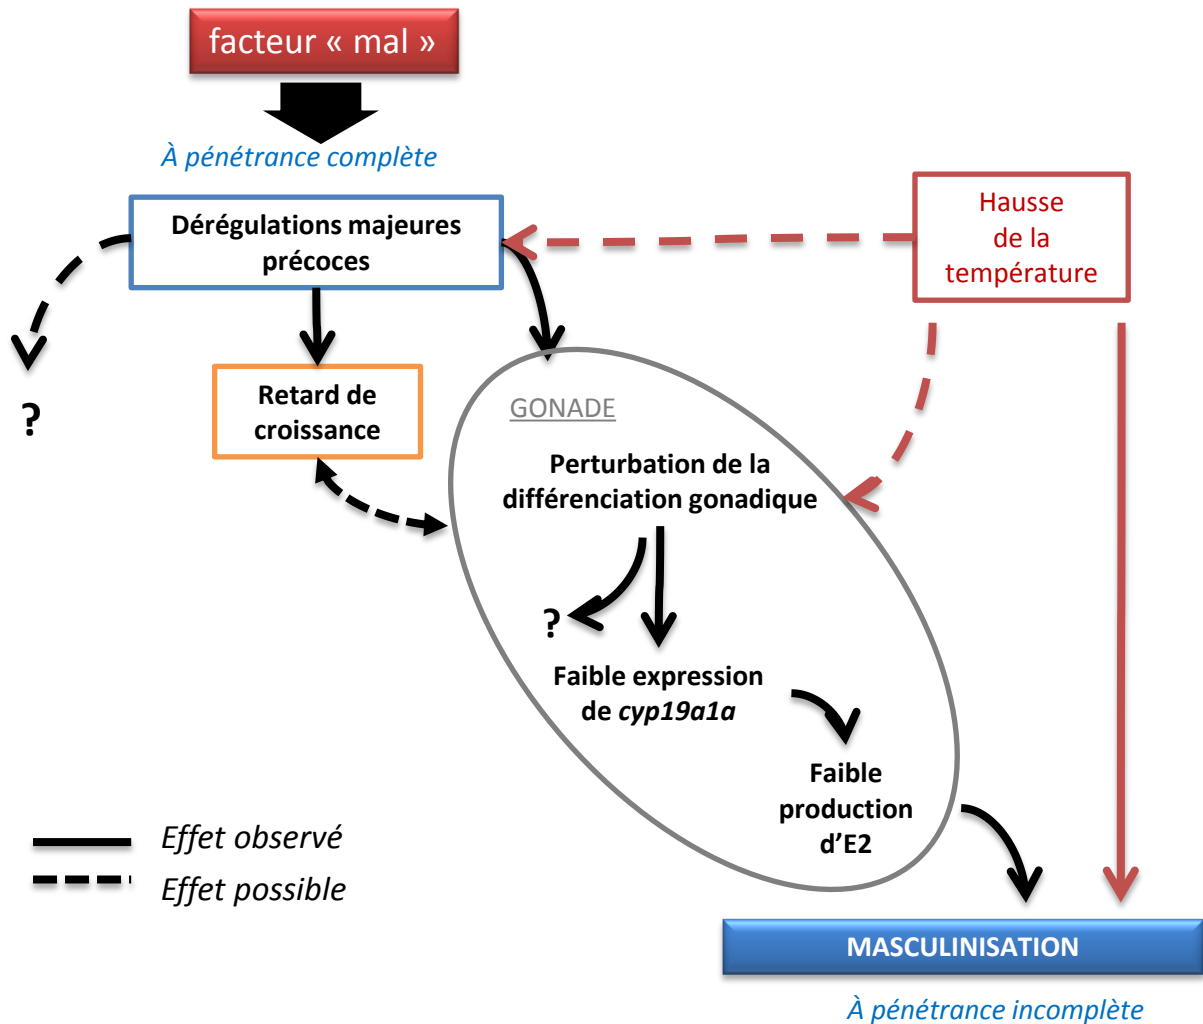 facteur « mal »
À pénétrance complète
Dérégulations majeures
précoces
Hausse
de la
température
?
Retard de
croissance
GONADE
Perturbation de la
différenciation gonadique
?
Faible expression
de cyp19a1a
Faible
production
d’E2
Effet observé
Effet possible
MASCULINISATION
À pénétrance incomplète